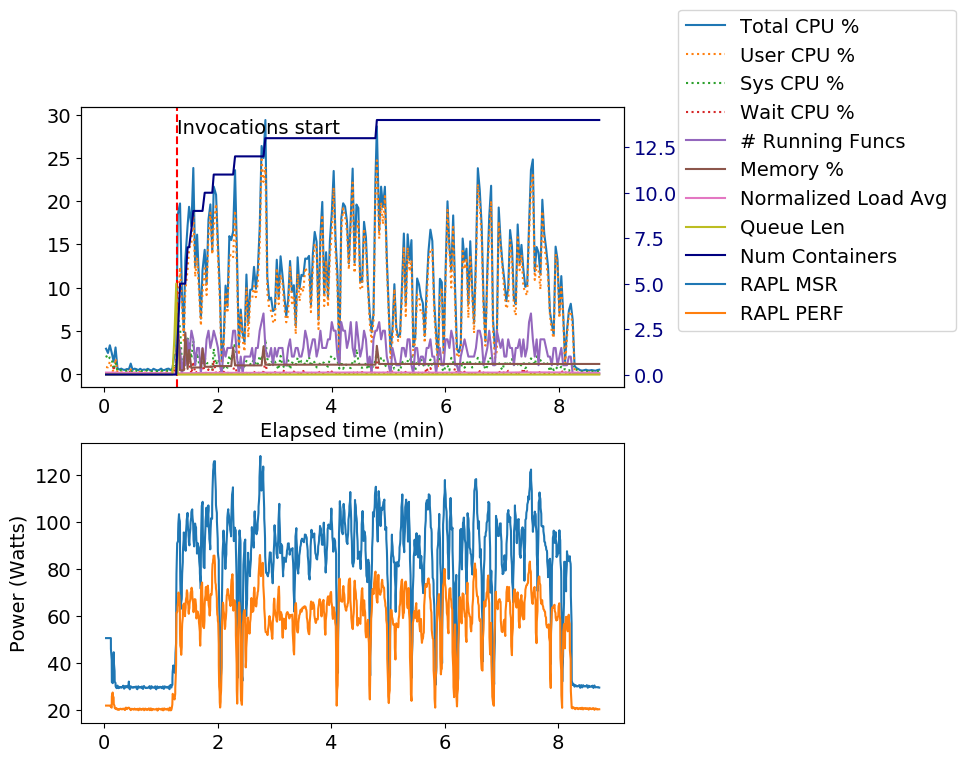 Total CPU %
User CPU %
Sys CPU %
Wait CPU %
# Running Funcs
Memory %
Normalized Load Avg
Queue Len
Num Containers
RAPL MSR
RAPL PERF
Invocations start
30
25
20
15
10
5
0
12.5
10.0
7.5
5.0
2.5
0.0
0 2 4 6 8
Elapsed time (min)
Power (Watts)
120
100
80
60
40
20
0 2 4 6 8